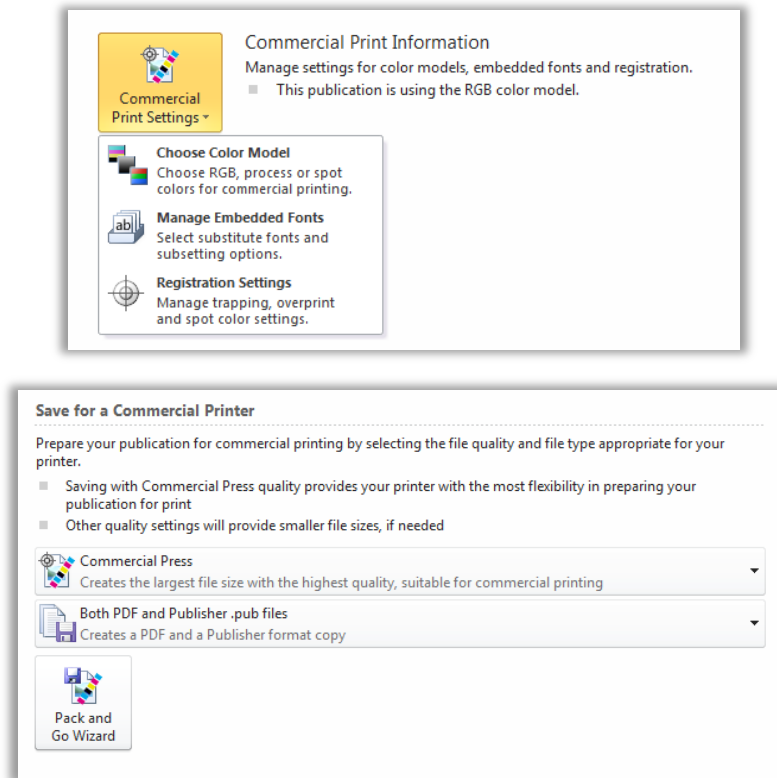 Commercial Print Information
Manage settings for color models, embedded fonts and registration.
This publication is using the RGB color model.
Commercial
Print Settings
Choose Color Model
Choose RGB, process or spot
colors for commercial printing.
ab
Manage Embedded Fonts
Select substitute fonts and
subsetting options.
Registration Settings
Manage trapping, overprint
and spot color settings.
Save for a Commercial Printer
Prepare your publication for commercial printing by selecting the file quality and file type appropriate for your
printer.
Saving with Commercial Press quality provides your printer with the most flexibility in preparing your
publication for print
Other quality settings will provide smaller file sizes, if needed
Commercial Press
Creates the largest file size with the highest quality, suitable for commercial printing
Both PDF and Publisher .pub files
Creates a PDF and a Publisher format copy
Pack and
Go Wizard